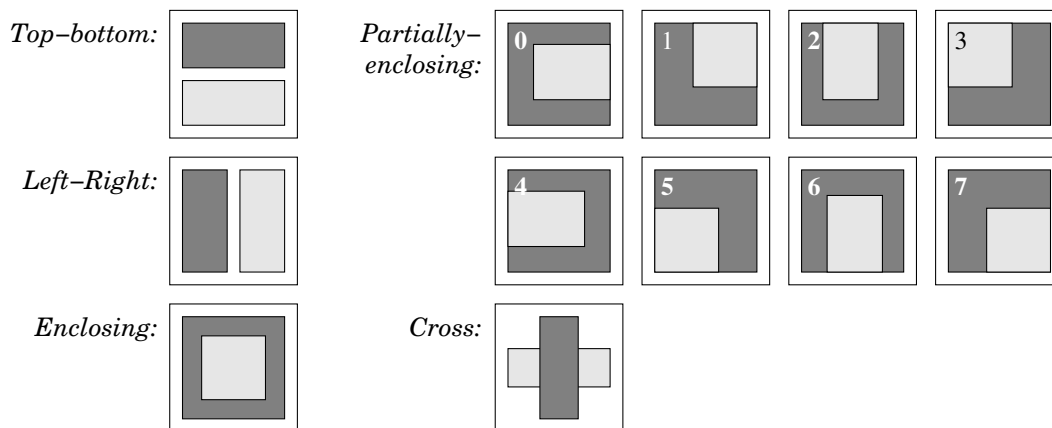 Top–bottom:
Partially–
enclosing:
0
1
2
3
Left–Right:
4
5
6
7
Enclosing:
Cross: